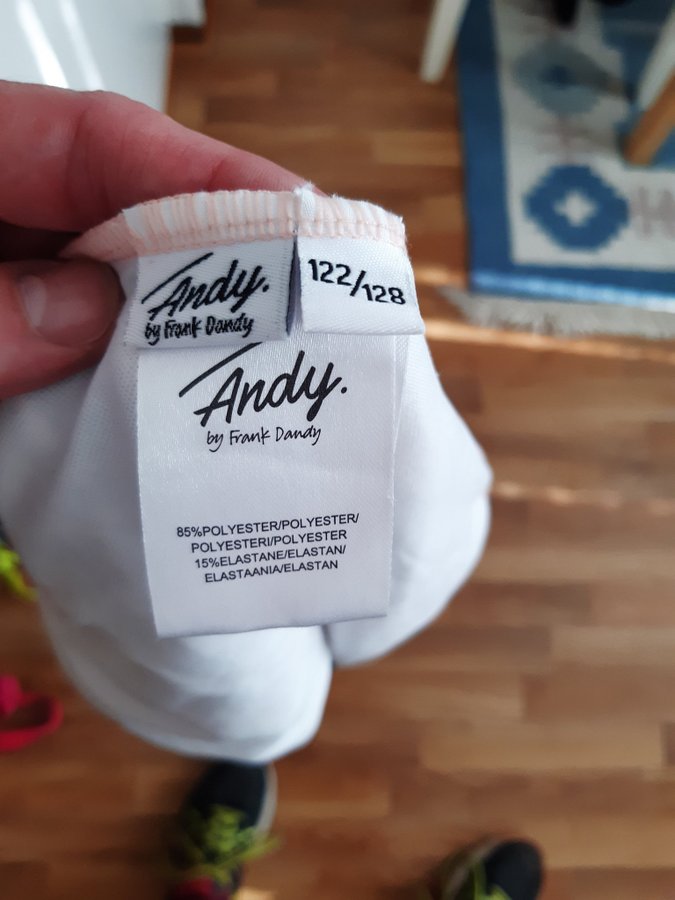 Andy.
by Frank Dandy
122/128
Andy.
by Frank Dandy
85%POLYESTER/POLYESTER/
POLYESTERI/POLYESTER
15%ELASTANE/ELASTAN/
ELASTAANIA/ELASTAN